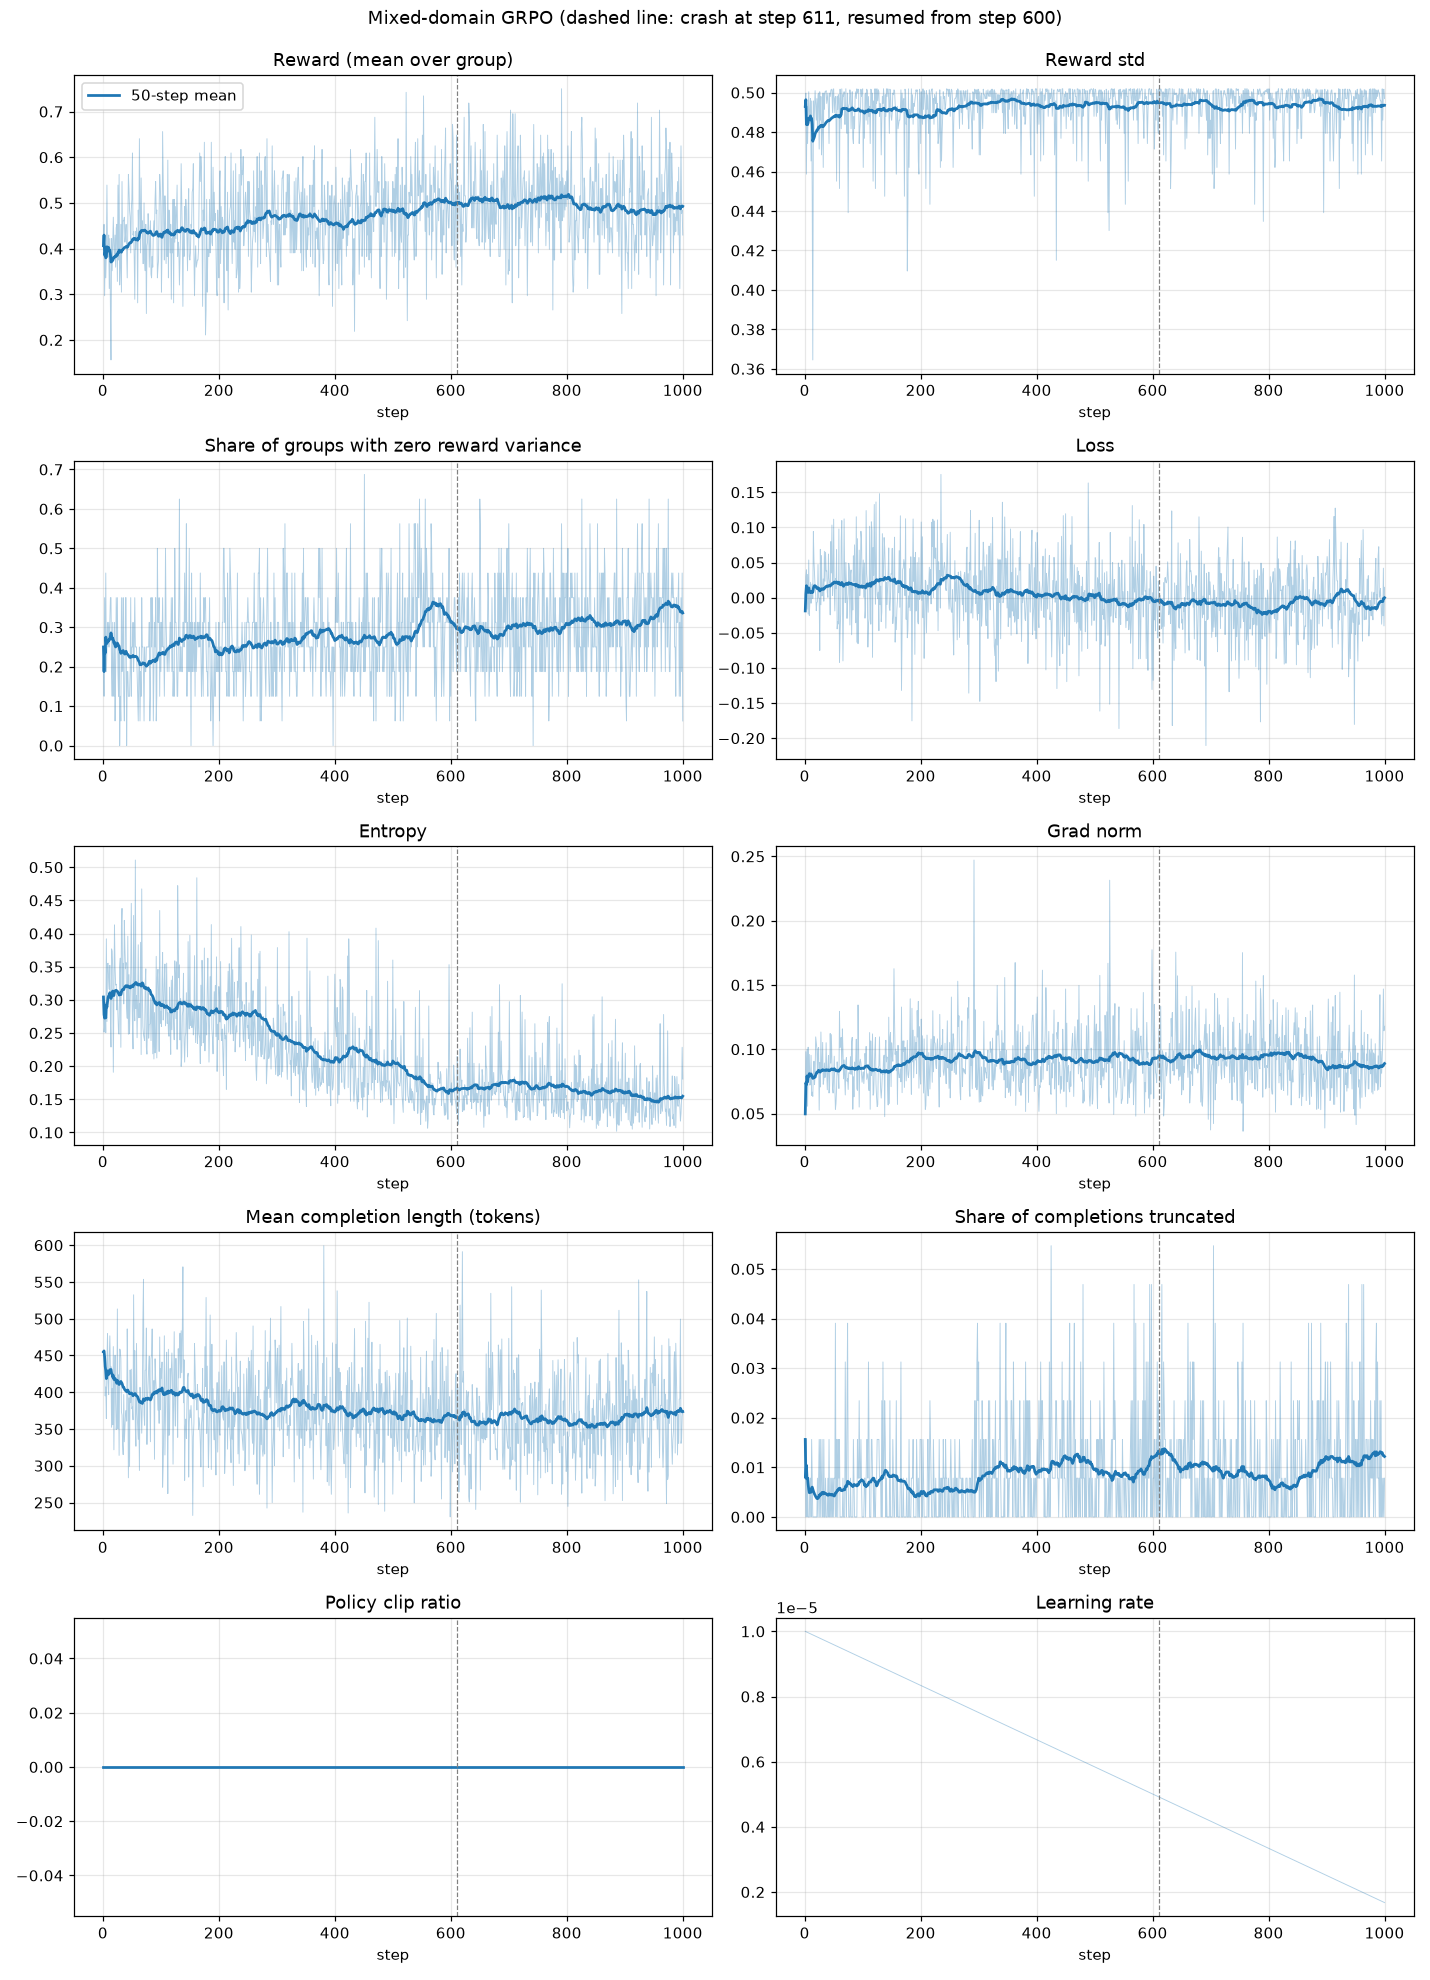 Mixed-domain GRPO (dashed line: crash at step 611, resumed from step 600)
Reward (mean over group)
50-step mean
0.7
0.6
0.5
0.4
0.3
0.2
0 200 400 600 800 1000
step
Reward std
0.50
0.48
0.46
0.44
0.42
0.40
0.38
0.36
0 200 400 600 800 1000
step
Share of groups with zero reward variance
0.7
0.6
0.5
0.4
0.3
0.2
0.1
0.0
0 200 400 600 800 1000
step
Loss
0.15
0.10
0.05
0.00
−0.05
−0.10
−0.15
−0.20
0 200 400 600 800 1000
step
Entropy
0.50
0.45
0.40
0.35
0.30
0.25
0.20
0.15
0.10
0 200 400 600 800 1000
step
Grad norm
0.25
0.20
0.15
0.10
0.05
0 200 400 600 800 1000
step
Mean completion length (tokens)
600
550
500
450
400
350
300
250
0 200 400 600 800 1000
step
Share of completions truncated
0.05
0.04
0.03
0.02
0.01
0.00
0 200 400 600 800 1000
step
Policy clip ratio
0.04
0.02
0.00
−0.02
−0.04
0 200 400 600 800 1000
step
Learning rate
1e−5
1.0
0.8
0.6
0.4
0.2
0 200 400 600 800 1000
step